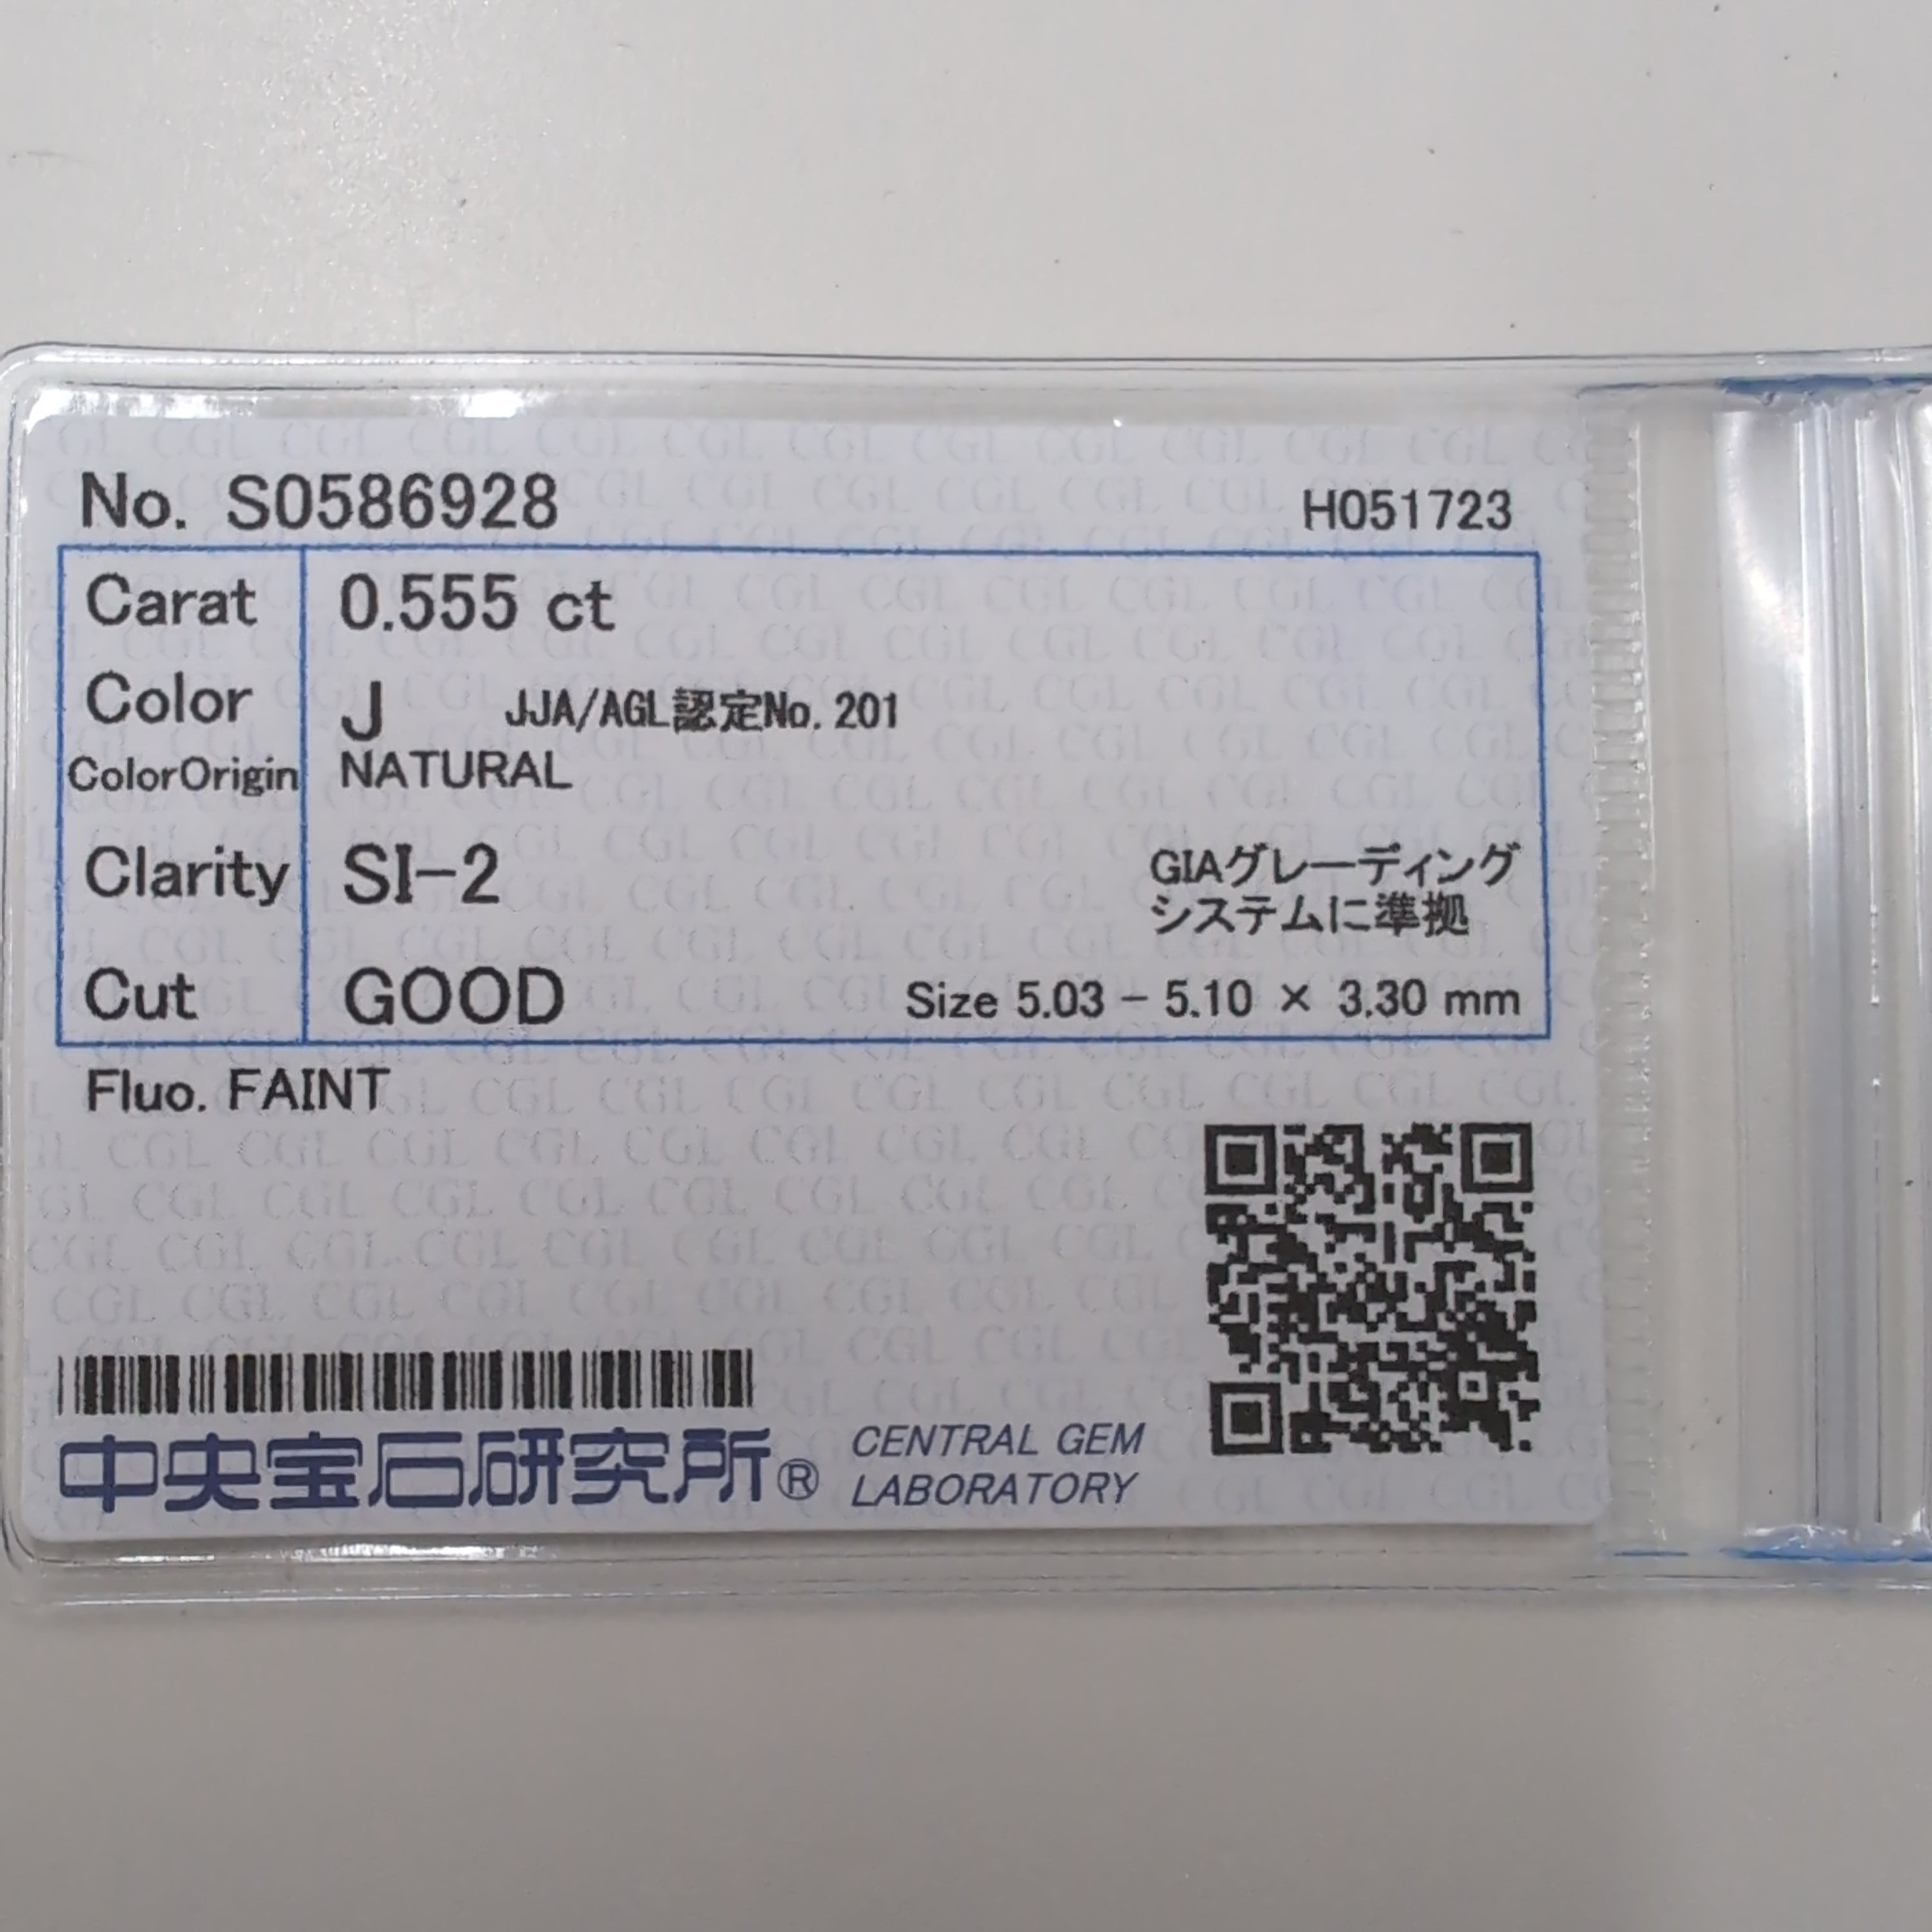 No. S0586928 H051723
Carat 0.555 ct
Color J JJA/AGL認定No. 201
ColorOrigin NATURAL
Clarity SI-2 GIAグレーディング
システムに準拠
Cut GOOD Size 5.03 - 5.10 × 3.30 mm
Fluo. FAINT
中央宝石研究所® CENTRAL GEM
LABORATORY